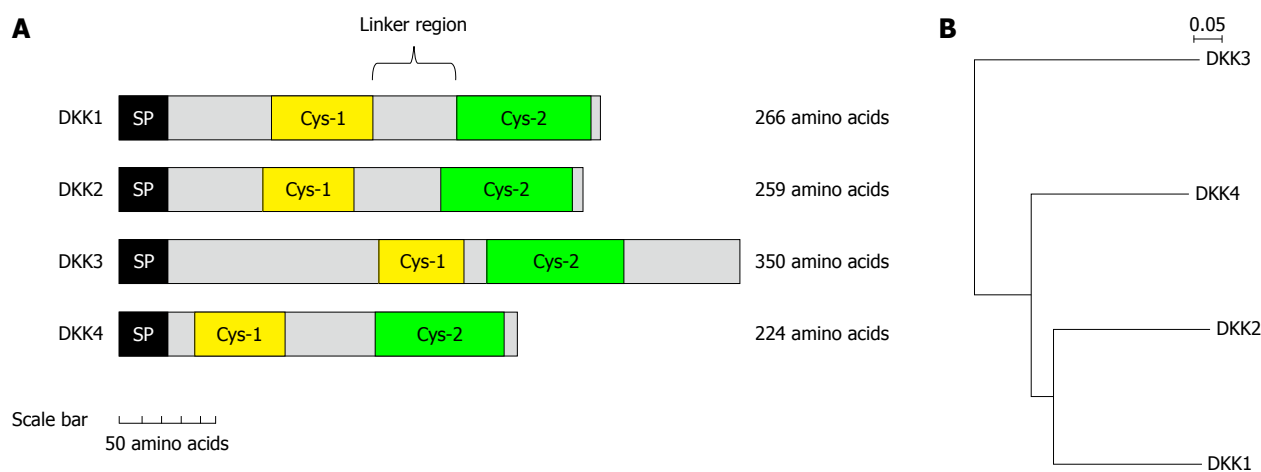 A
Linker region
DKK1 SP Cys-1 Cys-2 266 amino acids
DKK2 SP Cys-1 Cys-2 259 amino acids
DKK3 SP Cys-1 Cys-2 350 amino acids
DKK4 SP Cys-1 Cys-2 224 amino acids
Scale bar
50 amino acids
B
0.05
DKK3
DKK4
DKK2
DKK1